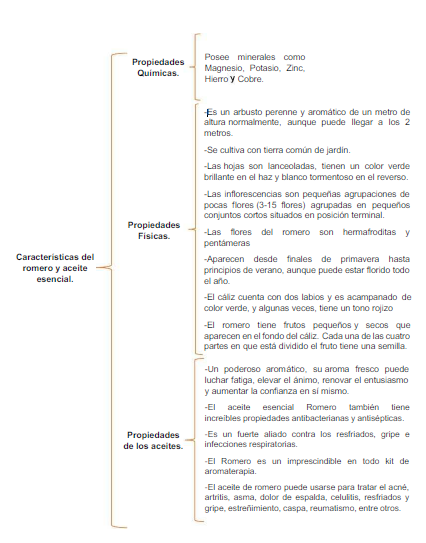 Propiedades
Quimicas.
Posee minerales como
Magnesio, Potasio, Zinc,
Hierro y Cobre.
Características del
romero y aceite
esencial.
Propiedades
Físicas.
-Es un arbusto perenne y aromático de un metro de
altura normalmente, aunque puede llegar a los 2
metros.
-Se cultiva con tierra común de jardín.
-Las hojas son lanceoladas, tienen un color verde
brillante en el haz y blanco tormentoso en el reverso.
-Las inflorescencias son pequeñas agrupaciones de
pocas flores (3-15 flores) agrupadas en pequeños
conjuntos cortos situados en posición terminal.
-Las flores del romero son hermafroditas y
pentámeras
-Aparecen desde finales de primavera hasta
principios de verano, aunque puede estar florido todo
el año.
-El cáliz cuenta con dos labios y es acampanado de
color verde, y algunas veces, tiene un tono rojizo
-El romero tiene frutos pequeños y secos que
aparecen en el fondo del cáliz. Cada una de las cuatro
partes en que está dividido el fruto tiene una semilla.
Propiedades
de los aceites.
-Un poderoso aromático, su aroma fresco puede
luchar fatiga, elevar el ánimo, renovar el entusiasmo
y aumentar la confianza en sí mismo.
-El aceite esencial Romero también tiene
increíbles propiedades antibacterianas y antisépticas.
-Es un fuerte aliado contra los resfriados, gripe e
infecciones respiratorias.
-El Romero es un imprescindible en todo kit de
aromaterapia.
-El aceite de romero puede usarse para tratar el acné,
artritis, asma, dolor de espalda, celulitis, resfriados y
gripe, estreñimiento, caspa, reumatismo, entre otros.